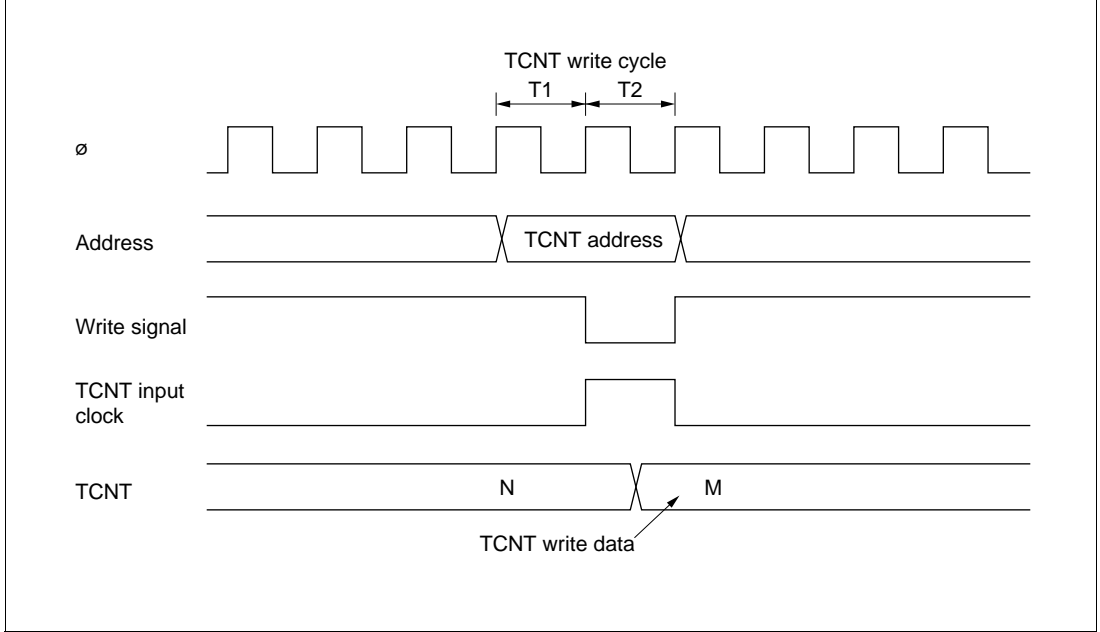 TCNT write cycle
T1 T2
ø
Address TCNT address
Write signal
TCNT input
clock
TCNT N M
TCNT write data